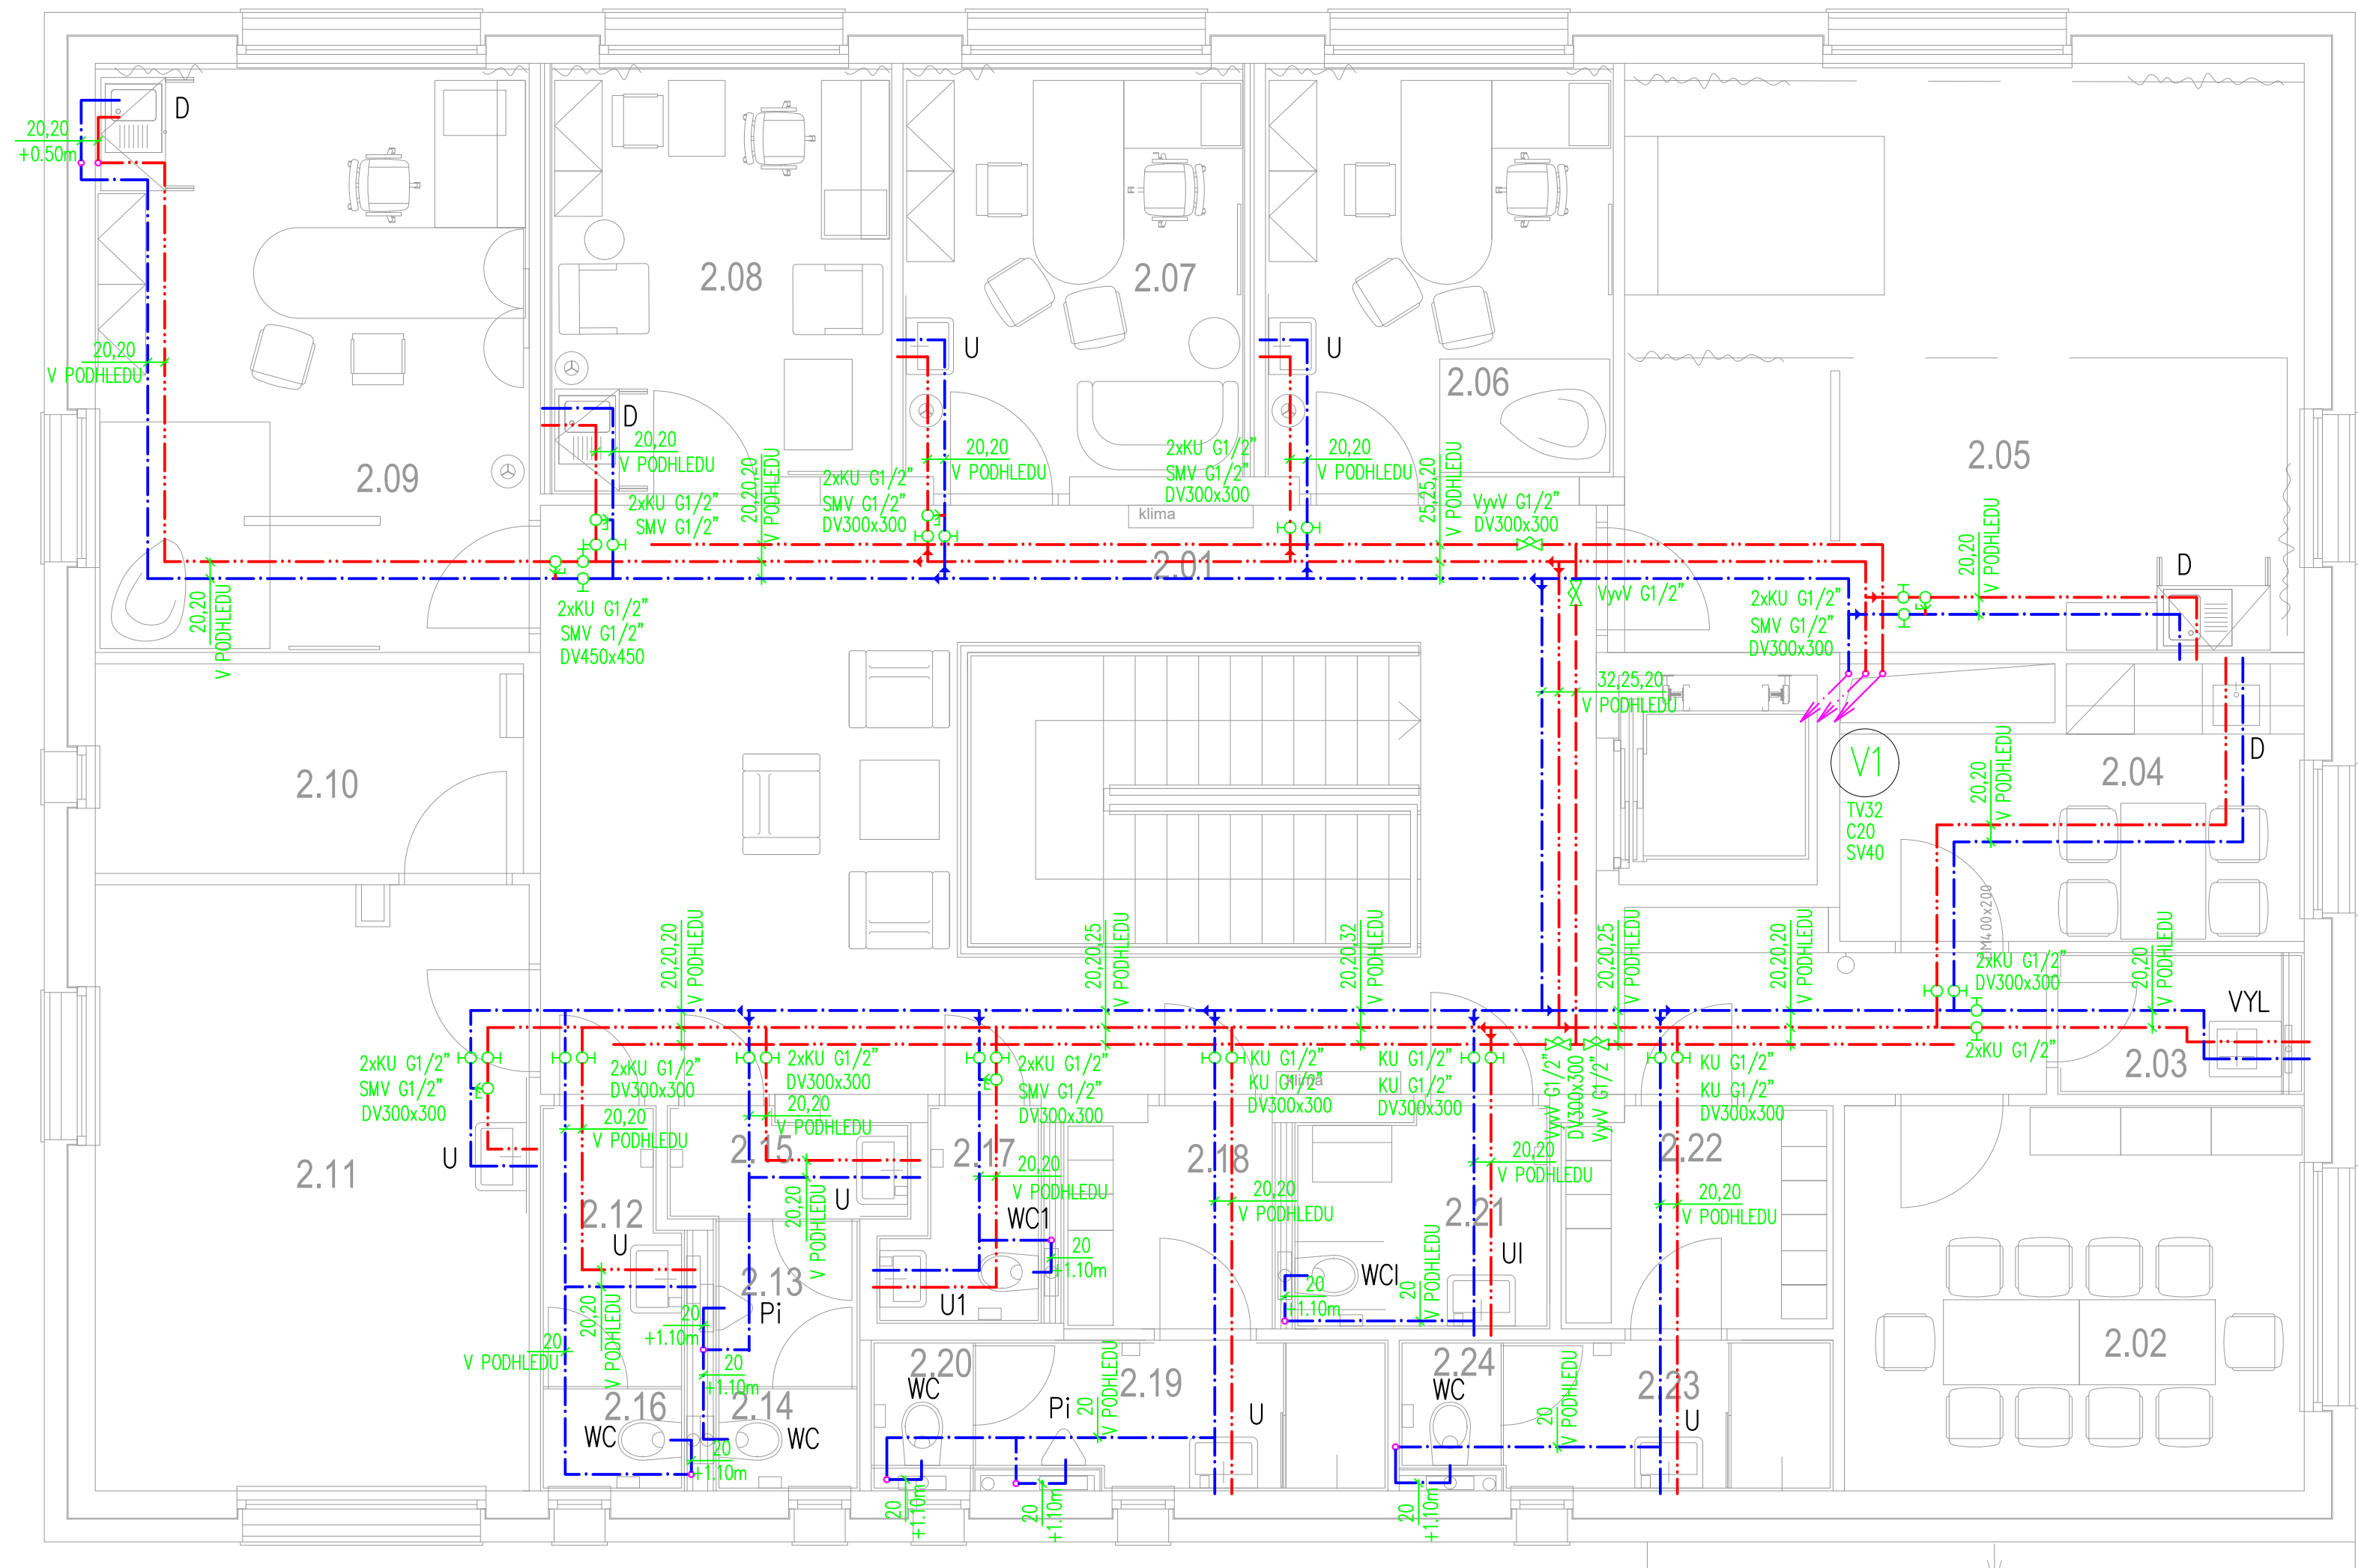 D
20,20
+0.50m
2.08
2.07
20,20
V PODHLEDU
U
U
2.06
D
20,20
V PODHLEDU
2.09
2xKU G1/2"
SMV G1/2"
20,20,20
V PODHLEDU
2xKU G1/2"
SMV G1/2"
DV300x300
20,20
V PODHLEDU
2xKU G1/2"
SMV G1/2"
DV300x300
20,20
V PODHLEDU
25,25,20
V PODHLEDU
VyvV G1/2"
DV300x300
2.05
klima
2.01
20,20
V PODHLEDU
D
20,20
V PODHLEDU
2xKU G1/2"
SMV G1/2"
DV450x450
VyvV G1/2"
2xKU G1/2"
SMV G1/2"
DV300x300
32,25,20
V PODHLEDU
2.10
V1
TV32
C20
SV40
20,20
V PODHLEDU
2.04
D
20,20,20
V PODHLEDU
20,20,25
V PODHLEDU
20,20,32
V PODHLEDU
20,20,25
V PODHLEDU
20,20,20
V PODHLEDU
2xKU G1/2"
DV300x300
20,20
V PODHLEDU
VYL
2.03
2xKU G1/2"
2xKU G1/2"
SMV G1/2"
DV300x300
2xKU G1/2"
DV300x300
2xKU G1/2"
DV300x300
2xKU G1/2"
SMV G1/2"
DV300x300
KU G1/2"
KU G1/2"
DV300x300
klima
KU G1/2"
KU G1/2"
DV300x300
VyvV G1/2"
DV300x300
VyvV G1/2"
KU G1/2"
KU G1/2"
DV300x300
20,20
V PODHLEDU
20,20
V PODHLEDU
U
2.11
2.15
2.17
2.18
2.22
20,20
V PODHLEDU
20,20
V PODHLEDU
20,20
V PODHLEDU
20,20
V PODHLEDU
20,20
V PODHLEDU
U
WC1
2.12
U
2.21
UI
20
+1.10m
WCI
20
+1.10m
20
V PODHLEDU
2.13
Pi
U1
20,20
V PODHLEDU
20
+1.10m
20
V PODHLEDU
20
+1.10m
2.16
WC
2.14
WC
20
+1.10m
2.20
WC
Pi
20
V PODHLEDU
2.19
U
2.24
WC
20
V PODHLEDU
2.23
U
2.02
20
+1.10m
20
+1.10m
20
+1.10m